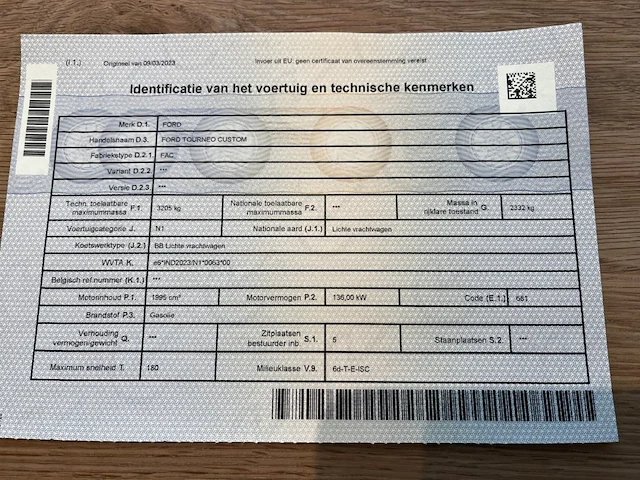 (I.1.) Origineel van 09/03/2023 Invoer uit EU: geen certificaat van overeenstemming vereist
Identificatie van het voertuig en technische kenmerken
Merk D.1. FORD
Handelsnaam D.3. FORD TOURNEO CUSTOM
Fabriekstype D.2.1. FAC
Variant D.2.2. ***
Versie D.2.3. ***
Techn. toelaatbare maximummassa F.1. 3205 kg Nationale toelaatbare maximummassa F.2. *** Massa in rijklare toestand G. 2332 kg
Voertuigcategorie J. N1 Nationale aard (J.1.) Lichte vrachtwagen
Koetswerktype (J.2.) BB Lichte vrachtwagen
WVTA K. e6*IND2023/N1*0063*00
Belgisch ref.nummer (K.1.) ***
Motorinhoud P.1. 1995 cm³ Motorvermogen P.2. 136,00 kW Code (E.1.) 661
Brandstof P.3. Gasolie
Verhouding vermogen/gewicht Q. *** Zitplaatsen bestuurder inb. S.1. 5 Staanplaatsen S.2. ***
Maximum snelheid T. 180 Milieuklasse V.9. 6d-T-E-ISC